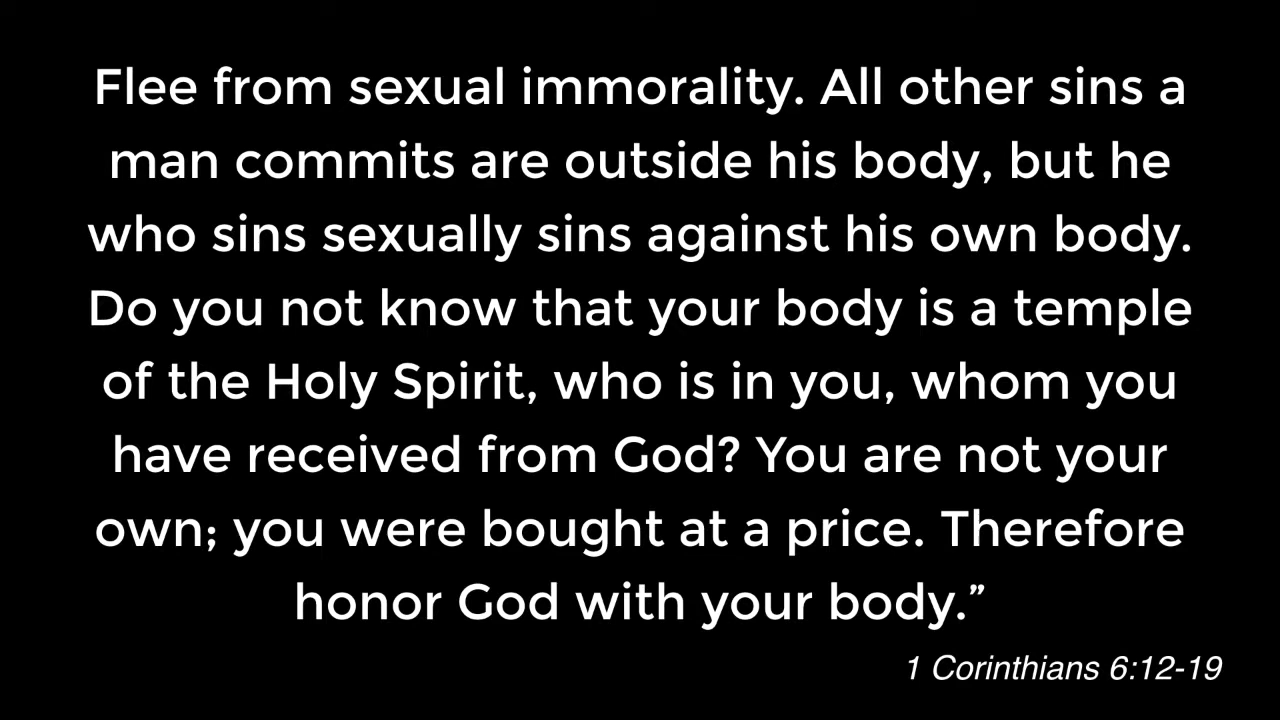 Flee from sexual immorality. All other sins a
man commits are outside his body, but he
who sins sexually sins against his own body.
Do you not know that your body is a temple
of the Holy Spirit, who is in you, whom you
have received from God? You are not your
own; you were bought at a price. Therefore
honor God with your body.”
1 Corinthians 6:12-19